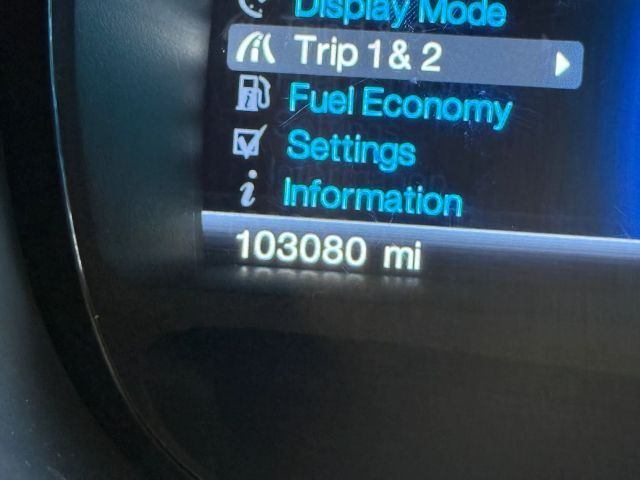 Display Mode
Trip 1 & 2
Fuel Economy
Settings
Information
103080 mi